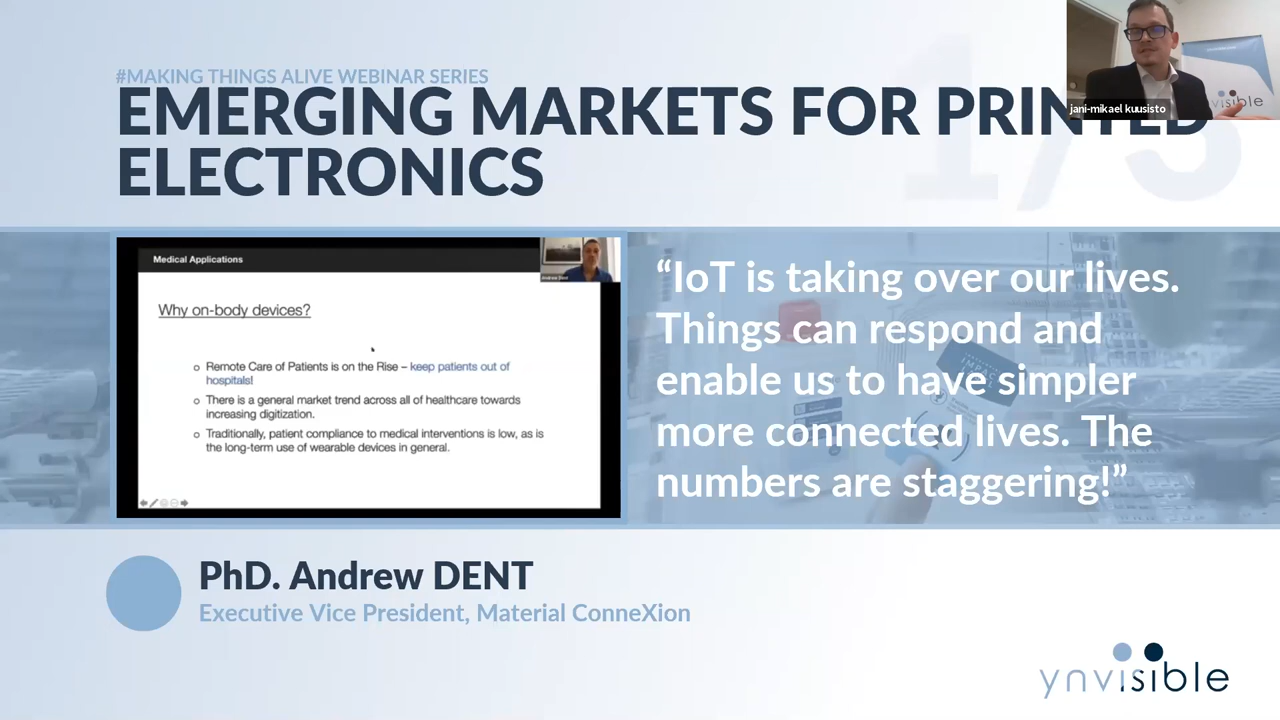 #MAKING THINGS ALIVE WEBINAR SERIES
EMERGING MARKETS FOR PRINTED
ELECTRONICS
1/5
jani-mikael kuusisto
Medical Applications
Andrew Dent
Why on-body devices?
Remote Care of Patients is on the Rise – keep patients out of
hospitals!
There is a general market trend across all of healthcare towards
increasing digitization.
Traditionally, patient compliance to medical interventions is low, as is
the long-term use of wearable devices in general.
“IoT is taking over our lives.
Things can respond and
enable us to have simpler
more connected lives. The
numbers are staggering!”
PhD. Andrew DENT
Executive Vice President, Material ConneXion
ynvisible